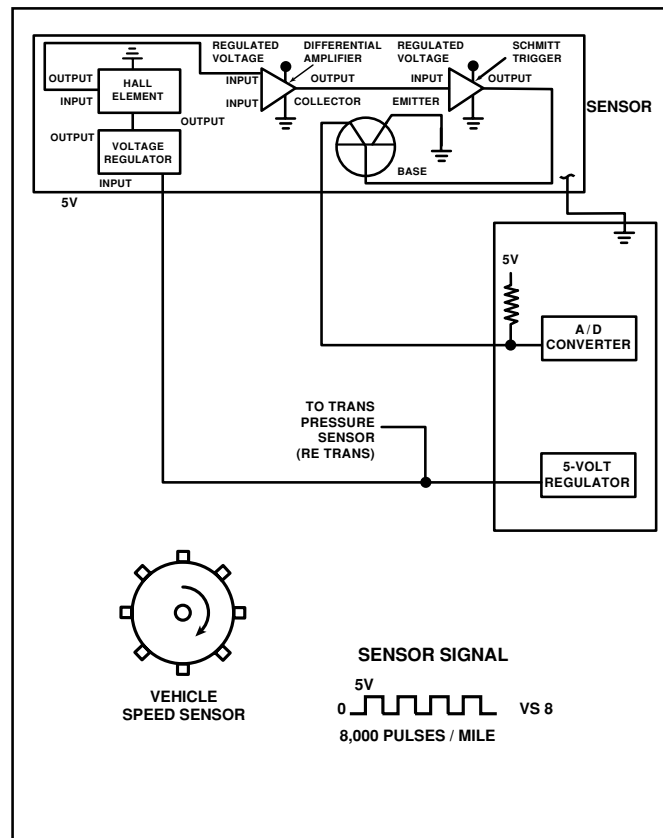 REGULATED
VOLTAGE
DIFFERENTIAL
AMPLIFIER
REGULATED
VOLTAGE
SCHMITT
TRIGGER
OUTPUT
INPUT
HALL
ELEMENT
INPUT
INPUT
OUTPUT
COLLECTOR
INPUT
OUTPUT
EMITTER
SENSOR
OUTPUT
OUTPUT
VOLTAGE
REGULATOR
INPUT
BASE
5V
5V
A/D
CONVERTER
TO TRANS
PRESSURE
SENSOR
(RE TRANS)
5-VOLT
REGULATOR
VEHICLE
SPEED SENSOR
SENSOR SIGNAL
5V
0
VS 8
8,000 PULSES / MILE